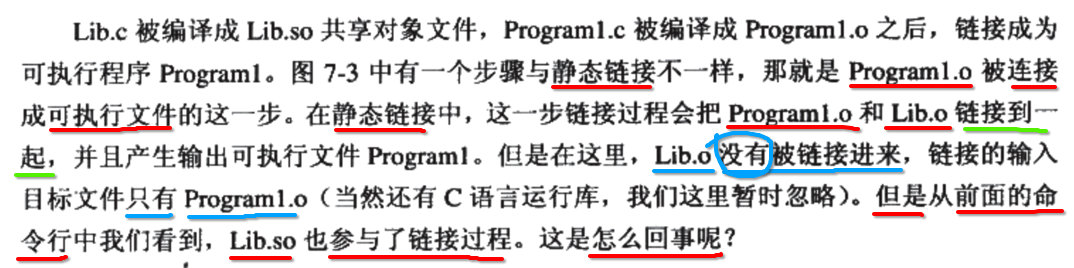 Lib.c 被编译成 Lib.so 共享对象文件，Program1.c 被编译成 Program1.o 之后，链接成为
可执行程序 Program1。图 7-3 中有一个步骤与静态链接不一样，那就是 Program1.o 被连接
成可执行文件的这一步。在静态链接中，这一步链接过程会把 Program1.o 和 Lib.o 链接到一
起，并且产生输出可执行文件 Program1。但是在这里，Lib.o 没有被链接进来，链接的输入
目标文件只有 Program1.o（当然还有 C 语言运行库，我们这里暂时忽略）。但是从前面的命
令行中我们看到，Lib.so 也参与了链接过程。这是怎么回事呢？